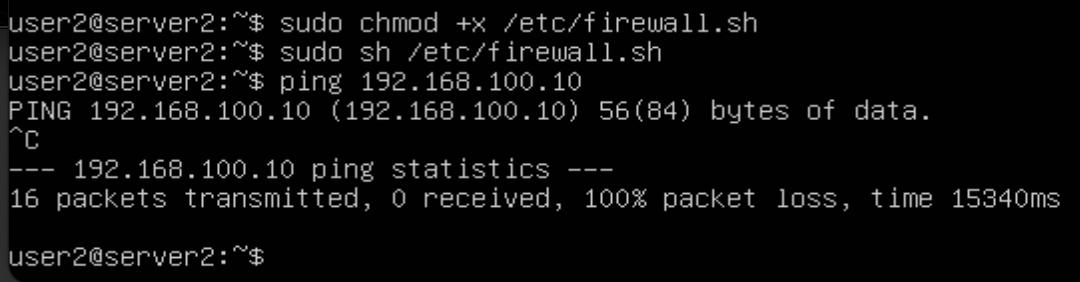 user2@server2:~$ sudo chmod +x /etc/firewall.sh
user2@server2:~$ sudo sh /etc/firewall.sh
user2@server2:~$ ping 192.168.100.10
PING 192.168.100.10 (192.168.100.10) 56(84) bytes of data.
^C
--- 192.168.100.10 ping statistics ---
16 packets transmitted, 0 received, 100% packet loss, time 15340ms
user2@server2:~$